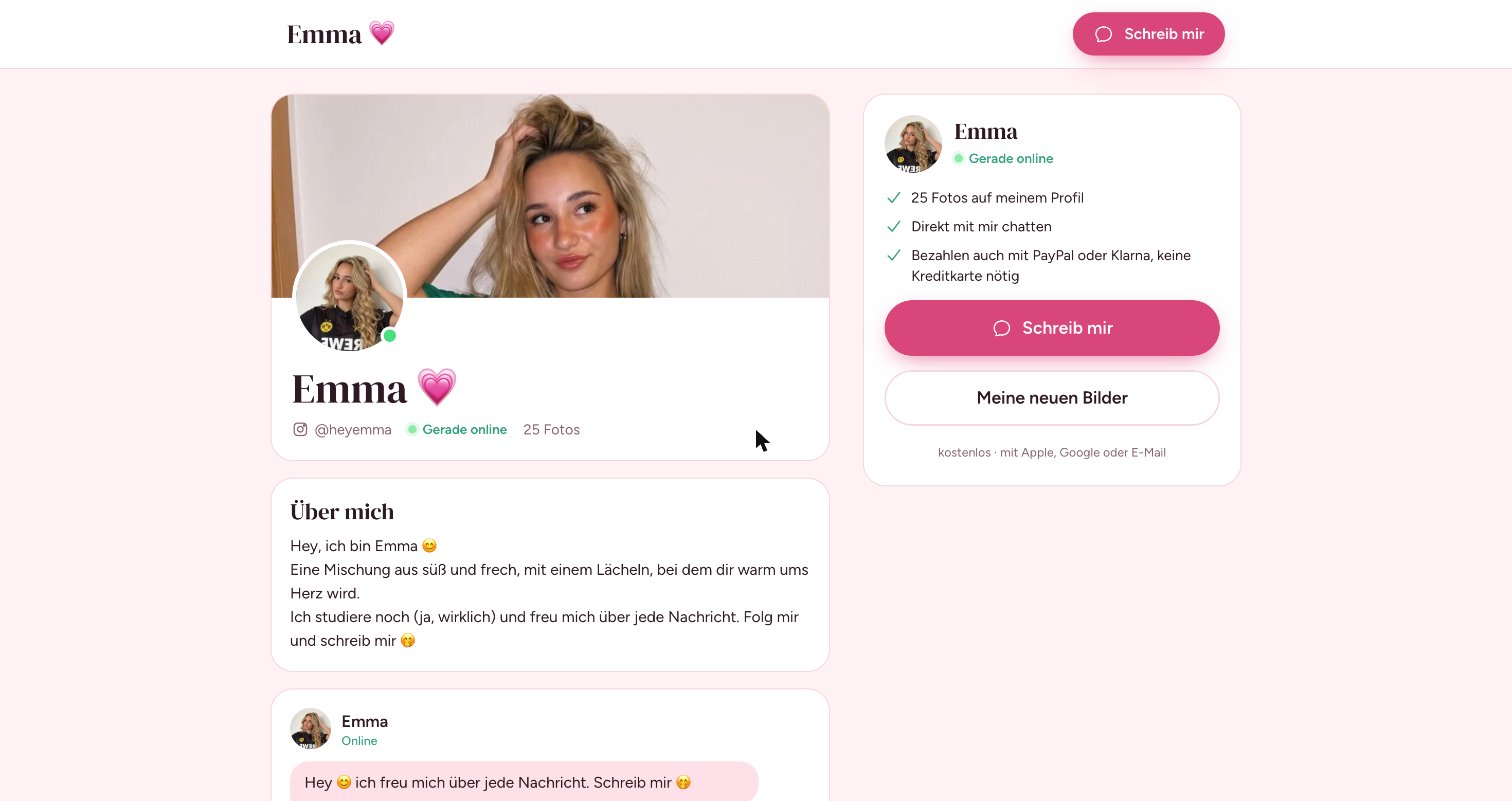 Emma 💗
Schreib mir
Emma 💗
@heyemma Gerade online 25 Fotos
Über mich
Hey, ich bin Emma 😊
Eine Mischung aus süß und frech, mit einem Lächeln, bei dem dir warm ums
Herz wird.
Ich studiere noch (ja, wirklich) und freu mich über jede Nachricht. Folg mir
und schreib mir 🤭
Emma
Online
Hey 😊 ich freu mich über jede Nachricht. Schreib mir 🤭
Emma
Gerade online
25 Fotos auf meinem Profil
Direkt mit mir chatten
Bezahlen auch mit PayPal oder Klarna, keine
Kreditkarte nötig
Schreib mir
Meine neuen Bilder
kostenlos · mit Apple, Google oder E-Mail